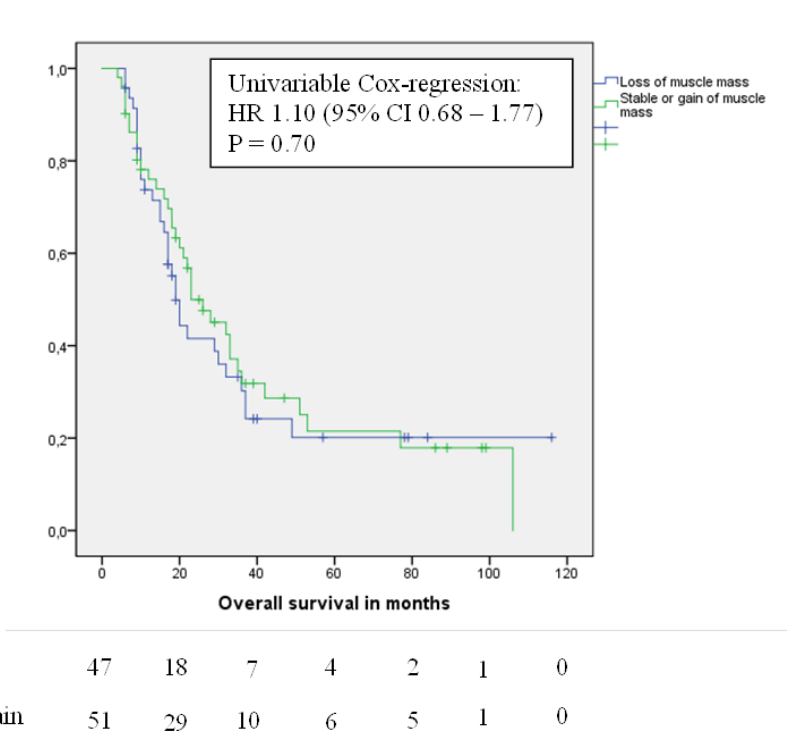 Univariable Cox-regression:
HR 1.10 (95% CI 0.68 – 1.77)
P = 0.70
Loss of muscle mass
Stable or gain of muscle
mass
1,0
0,8
0,6
0,4
0,2
0,0
0 20 40 60 80 100 120
Overall survival in months
47 18 7 4 2 1 0
ain 51 29 10 6 5 1 0